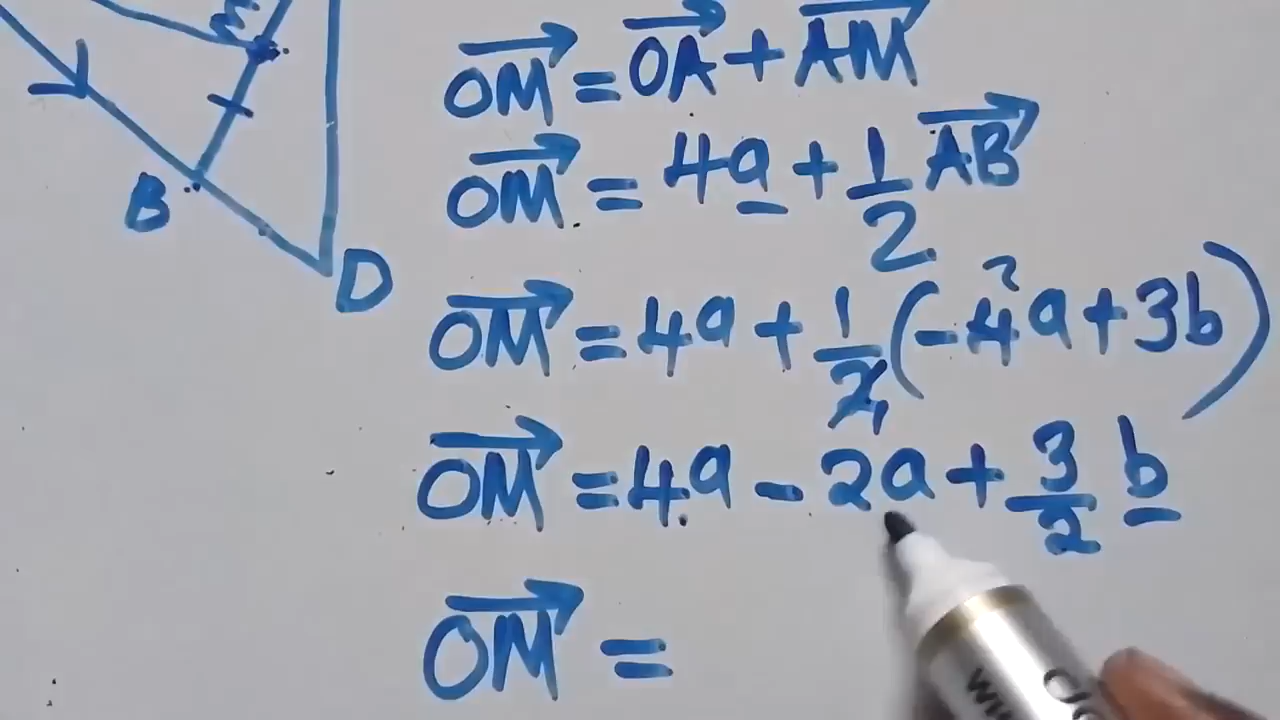 OM = OA + AM
OM = 4a + 1/2 AB
OM = 4a + 1/2 (-4² a + 3b)
B
D
OM = 4a - 2a + 3/2 b
OM =